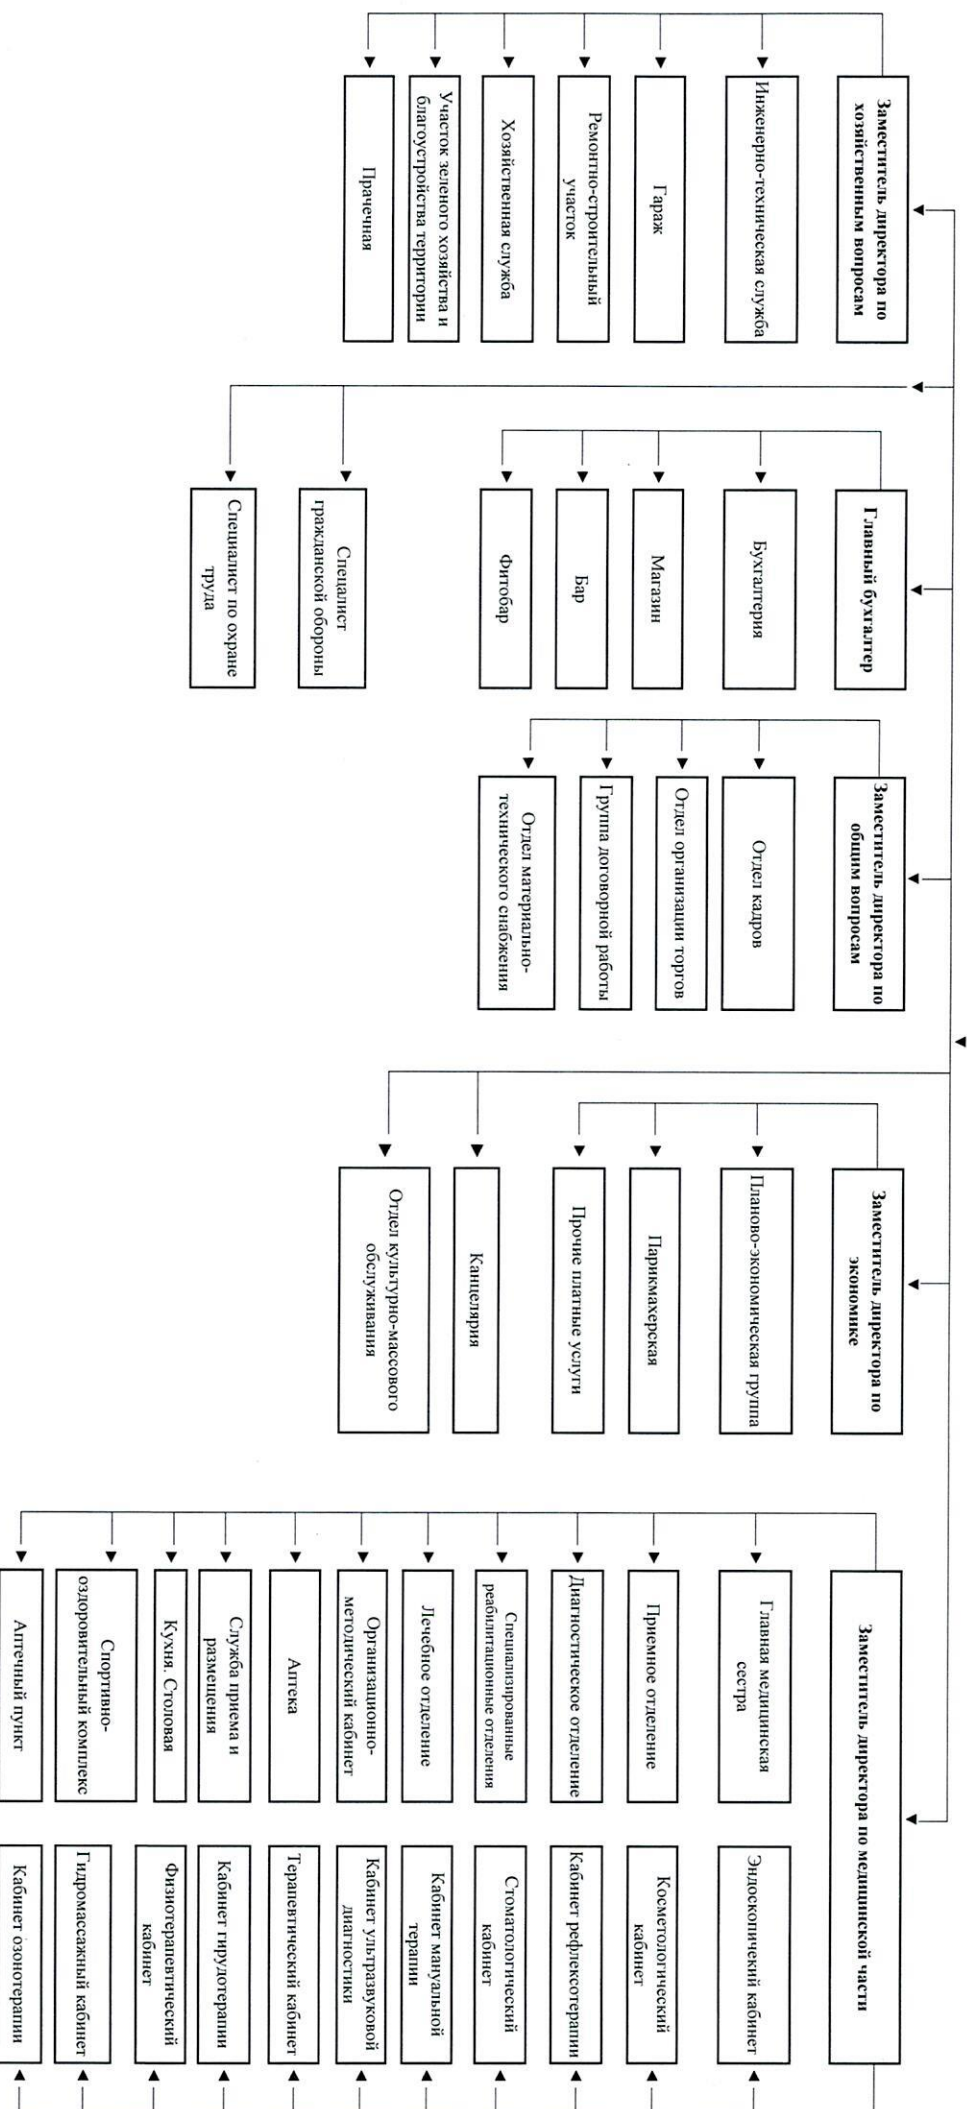 Заместитель директора по
хозяйственным вопросам
Инженерно-техническая служба
Гараж
Ремонтно-строительный
участок
Хозяйственная служба
Участок зеленого хозяйства и
благоустройства территории
Прачечная
Главный бухгалтер
Бухгалтерия
Магазин
Бар
Фитобар
Спецалист
гражданской обороны
Специалист по охране
труда
Заместитель директора по
общим вопросам
Отдел кадров
Отдел организации торгов
Группа договорной работы
Отдел материально-
технического снабжения
Заместитель директора по
экономике
Планово-экономическая группа
Парикмахерская
Прочие платные услуги
Канцелярия
Отдел культурно-массового
обслуживания
Заместитель директора по медицинской части
Главная медицинская
сестра
Приемное отделение
Диагностическое отделение
Специализированные
реабилитационные отделения
Лечебное отделение
Организационно-
методический кабинет
Аптека
Служба приема и
размещения
Кухня. Столовая
Спортивно-
оздоровительный комплекс
Аптечный пункт
Эндоскопичекий кабинет
Косметологический
кабинет
Кабинет рефлексотерапии
Стоматологический
кабинет
Кабинет мануальной
терапии
Кабинет ультразвуковой
диагностики
Терапевтический кабинет
Кабинет гирудотерапии
Физиотерапевтический
кабинет
Гидромассажный кабинет
Кабинет озонотерапии